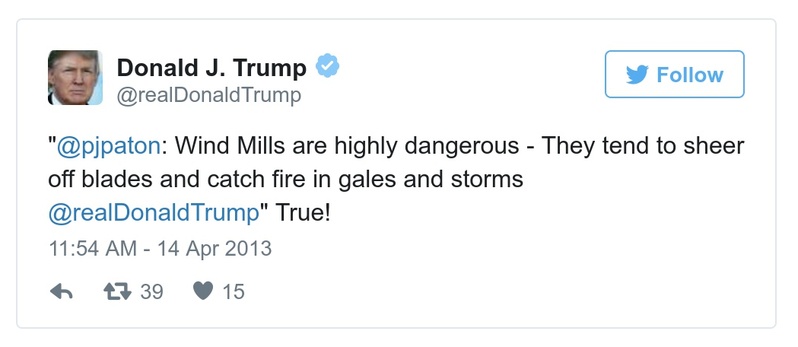 Donald J. Trump
@realDonaldTrump
Follow
"@pjpaton: Wind Mills are highly dangerous - They tend to sheer
off blades and catch fire in gales and storms
@realDonaldTrump" True!
11:54 AM - 14 Apr 2013
39 15